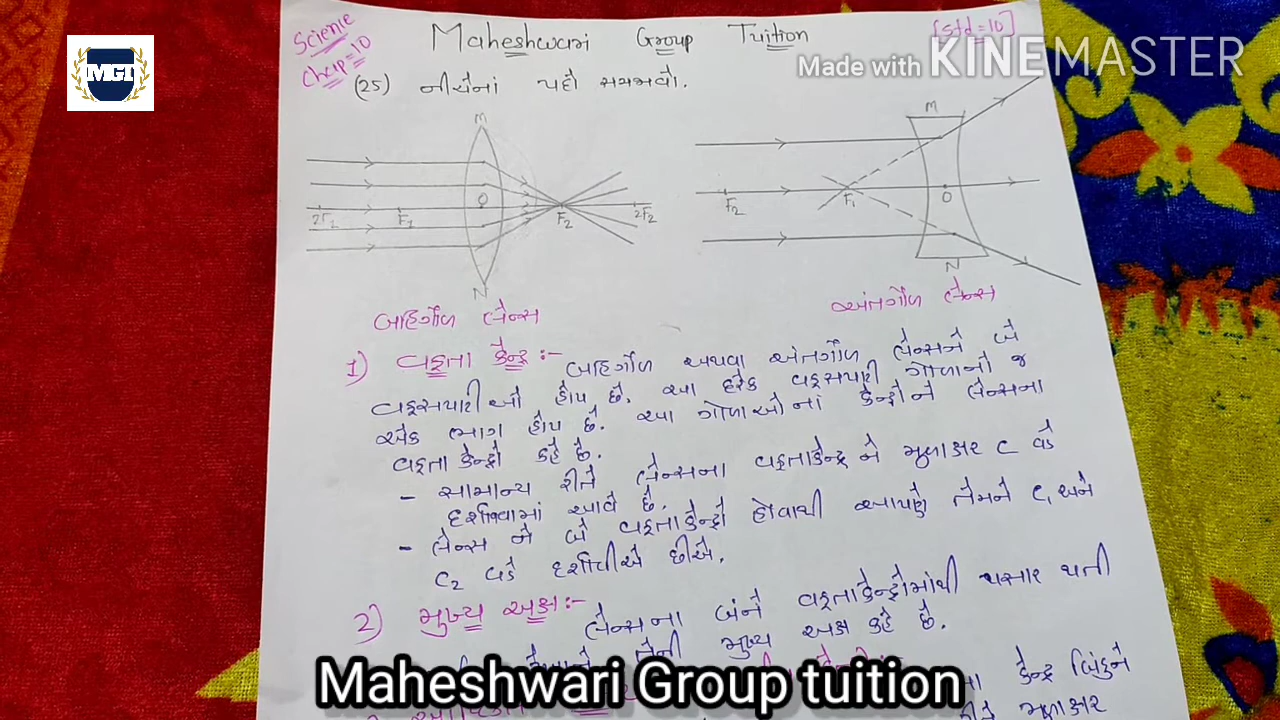 Science
Chap=10
Maheshwari Group Tuition
[Std=10]
Made with KINEMASTER
MGI
(25) નીચેનાં પદો સમજાવો.
M
M
2F1 F1 O F2 2F2
F2 F1 O
N
N
બહિર્ગોળ લેન્સ
અંતર્ગોળ લેન્સ
1) વક્રતા કેન્દ્ર :-
બહિર્ગોળ અથવા અંતર્ગોળ લેન્સને બે
વક્રસપાટીઓ હોય છે. આ દરેક વક્રસપાટી ગોળાનો જ
એક ભાગ હોય છે. આ ગોળાઓનાં કેન્દ્રોને લેન્સના
વક્રતા કેન્દ્રો કહે છે.
- સામાન્ય રીતે લેન્સના વક્રતાકેન્દ્રને મૂળાક્ષર C વડે
દર્શાવવામાં આવે છે.
- લેન્સ ને બે વક્રતાકેન્દ્રો હોવાથી આપણે તેમને C1 અને
C2 વડે દર્શાવીએ છીએ.
2) મુખ્ય અક્ષ :-
લેન્સના બંને વક્રતાકેન્દ્રોમાંથી પસાર થતી
તેની મુખ્ય અક્ષ કહે છે.
કેન્દ્ર બિંદુને
મૂળાક્ષર
Maheshwari Group tuition